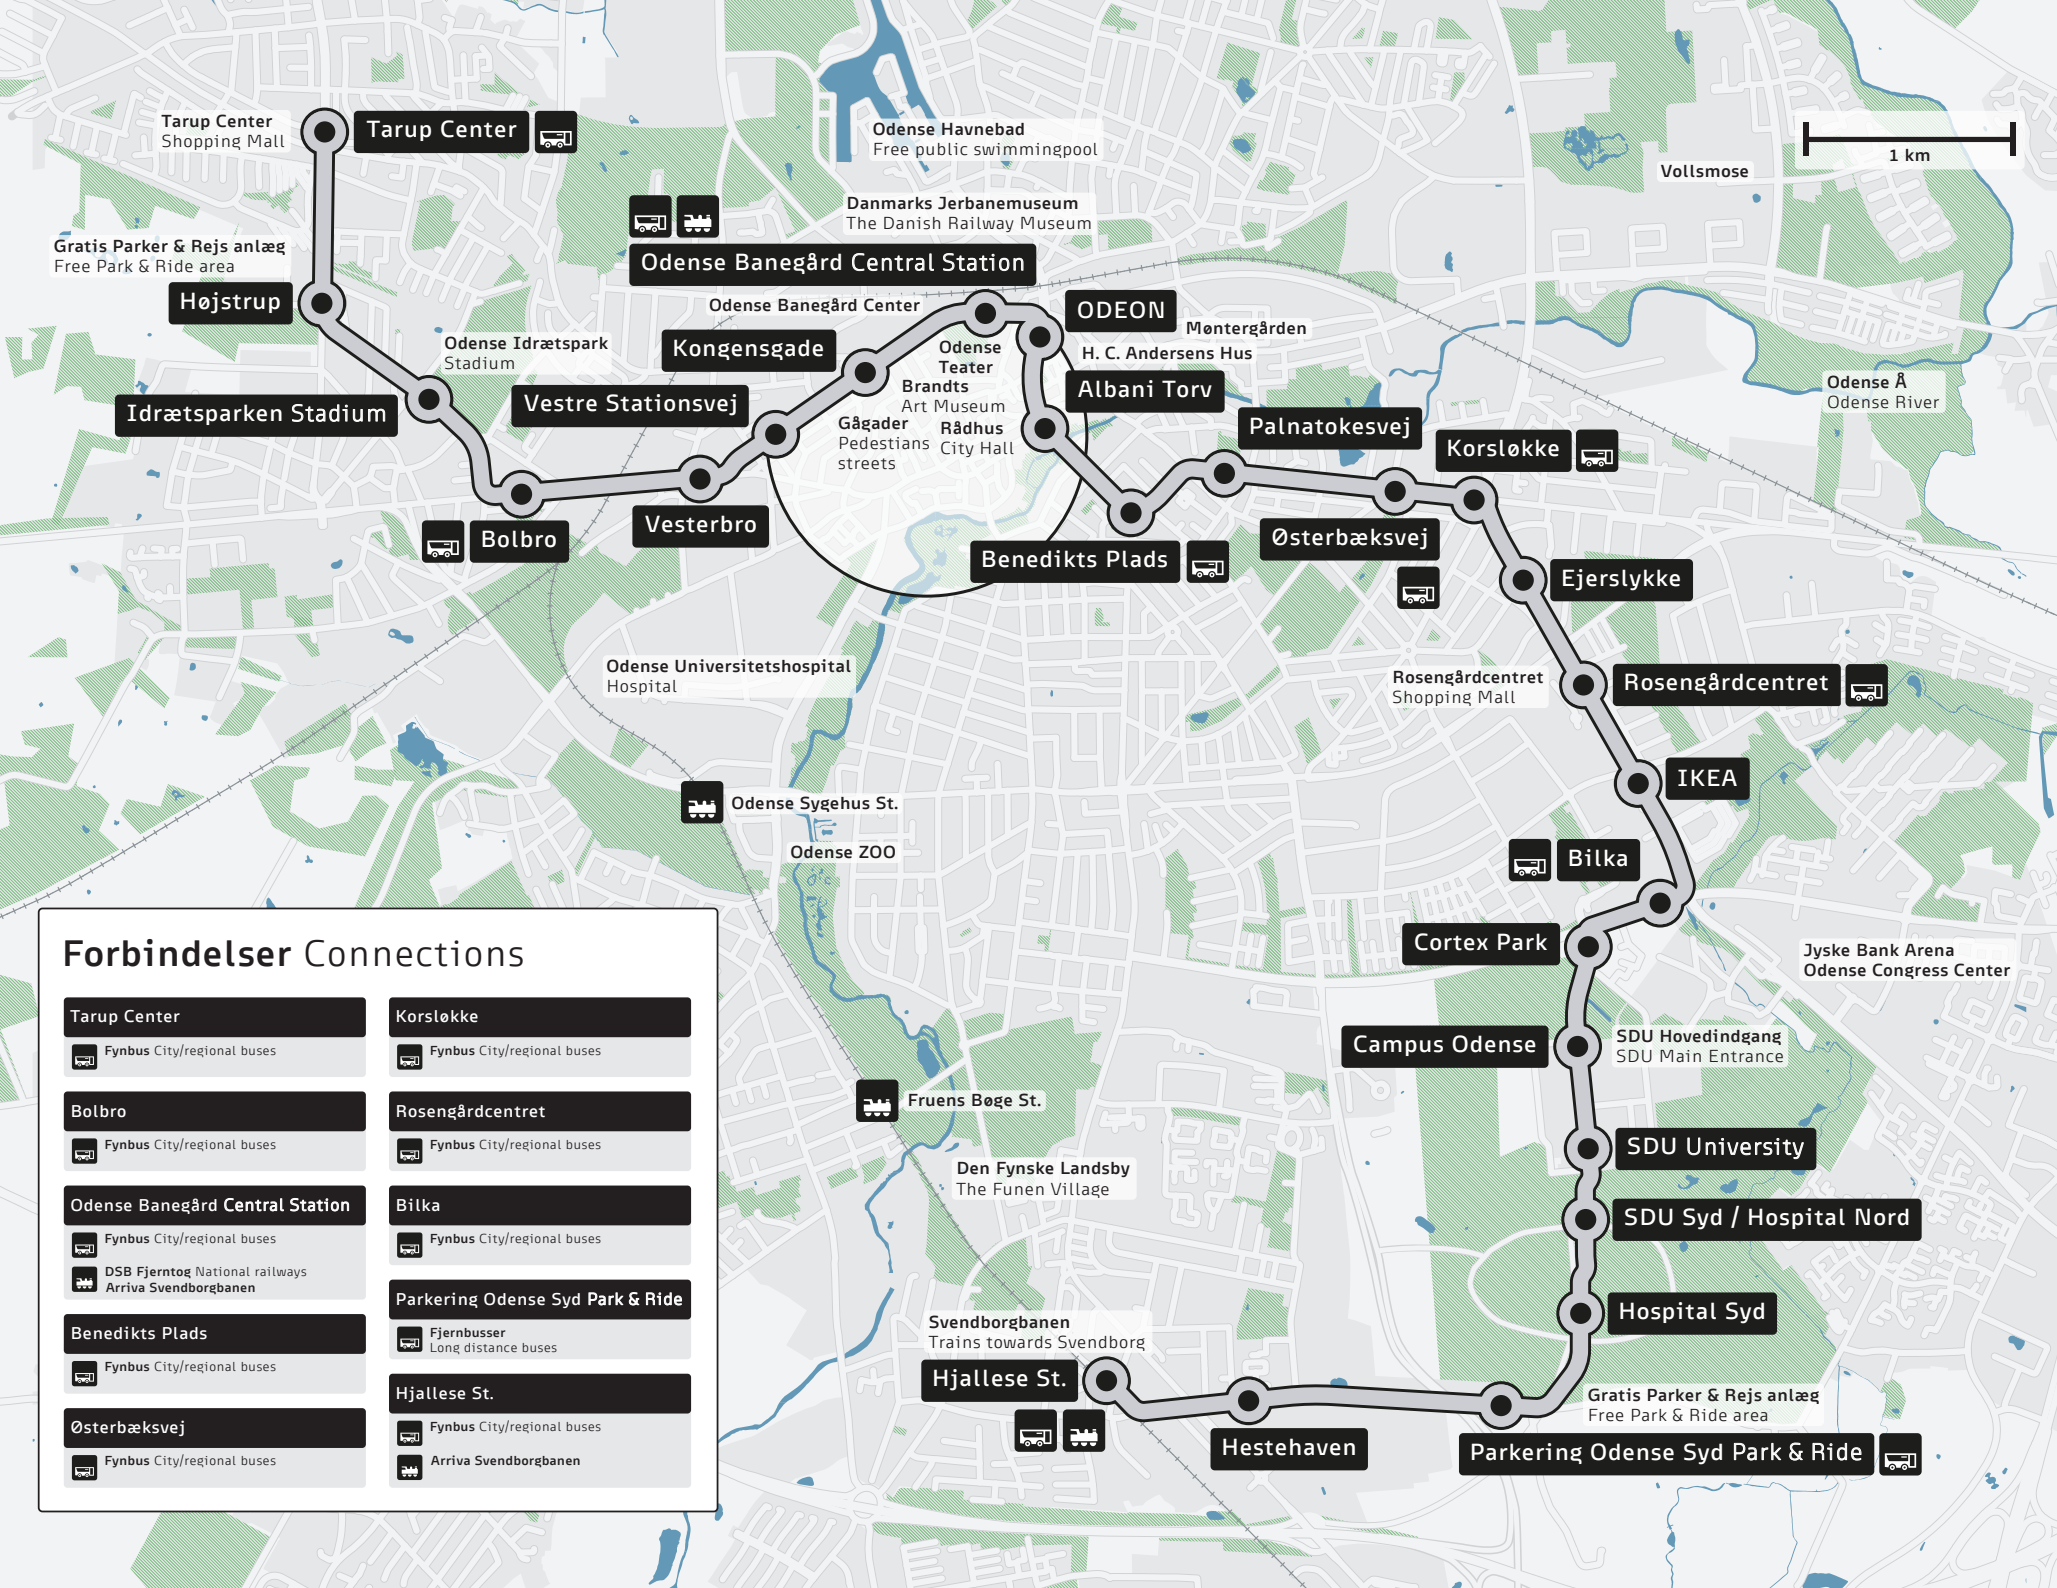 Tarup Center
Shopping Mall
Tarup Center
Odense Havnebad
Free public swimmingpool
1 km
Vollsmose
Danmarks Jerbanemuseum
The Danish Railway Museum
Gratis Parker & Rejs anlæg
Free Park & Ride area
Odense Banegård Central Station
Højstrup
Odense Banegård Center
ODEON
Møntergården
Odense Idrætspark
Stadium
Kongensgade
Odense
Teater
H. C. Andersens Hus
Brandts
Art Museum
Albani Torv
Odense Å
Odense River
Idrætsparken Stadium
Vestre Stationsvej
Gågader
Pedestians
streets
Rådhus
City Hall
Palnatokesvej
Korsløkke
Bolbro
Vesterbro
Benedikts Plads
Østerbæksvej
Ejerslykke
Odense Universitetshospital
Hospital
Rosengårdcentret
Shopping Mall
Rosengårdcentret
IKEA
Odense Sygehus St.
Odense ZOO
Bilka
Cortex Park
Jyske Bank Arena
Odense Congress Center
Campus Odense
SDU Hovedindgang
SDU Main Entrance
Fruens Bøge St.
SDU University
Den Fynske Landsby
The Funen Village
SDU Syd / Hospital Nord
Hospital Syd
Svendborgbanen
Trains towards Svendborg
Hjallese St.
Hestehaven
Gratis Parker & Rejs anlæg
Free Park & Ride area
Parkering Odense Syd Park & Ride
Forbindelser Connections
Tarup Center
Fynbus City/regional buses
Bolbro
Fynbus City/regional buses
Odense Banegård Central Station
Fynbus City/regional buses
DSB Fjerntog National railways
Arriva Svendborgbanen
Benedikts Plads
Fynbus City/regional buses
Østerbæksvej
Fynbus City/regional buses
Korsløkke
Fynbus City/regional buses
Rosengårdcentret
Fynbus City/regional buses
Bilka
Fynbus City/regional buses
Parkering Odense Syd Park & Ride
Fjernbusser
Long distance buses
Hjallese St.
Fynbus City/regional buses
Arriva Svendborgbanen